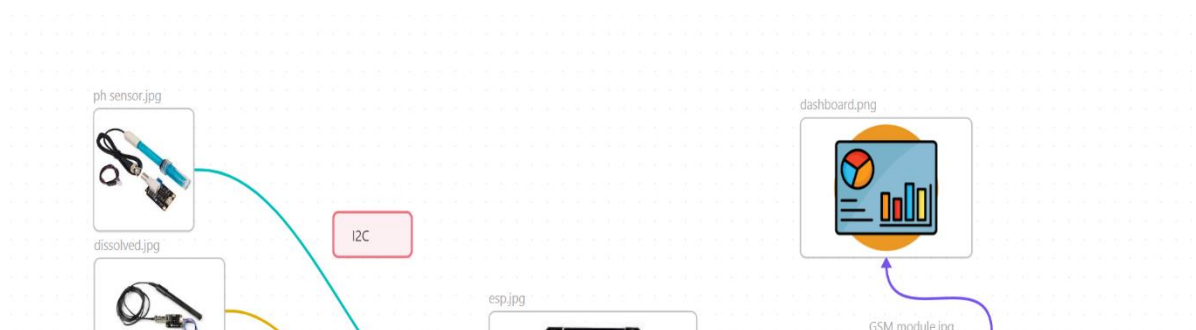 ph sensor.jpg
dashboard.png
I2C
dissolved.jpg
esp.jpg
GSM module.jpg